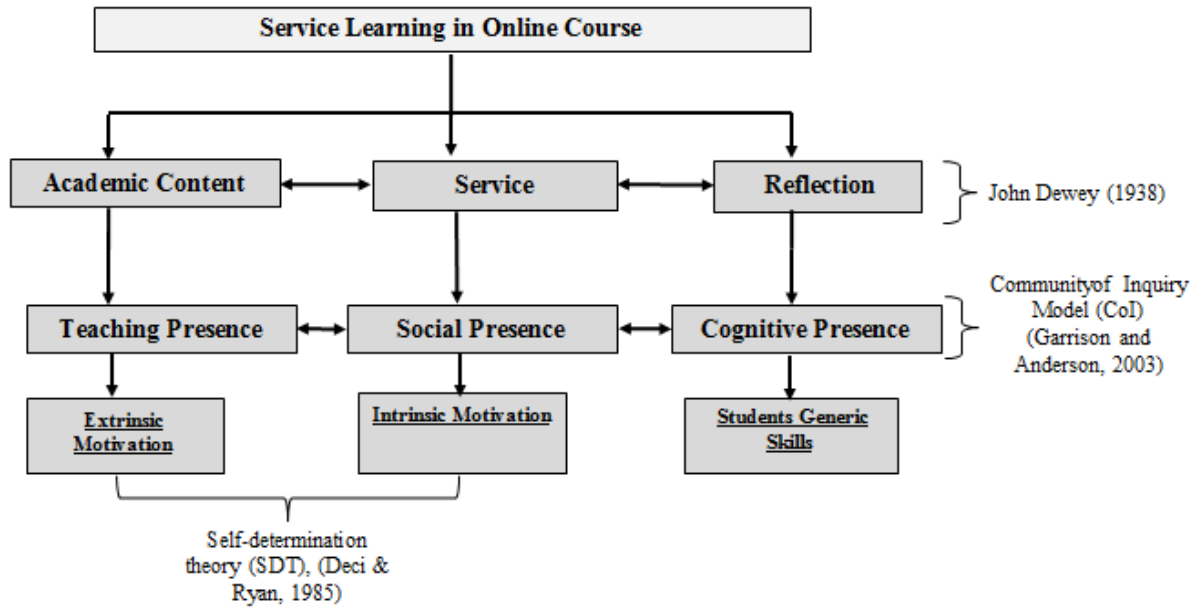 Service Learning in Online Course
Academic Content
Service
Reflection
John Dewey (1938)
Teaching Presence
Social Presence
Cognitive Presence
Communityof Inquiry
Model (CoI)
(Garrison and
Anderson, 2003)
Extrinsic
Motivation
Intrinsic Motivation
Students Generic
Skills
Self-determination
theory (SDT), (Deci &
Ryan, 1985)